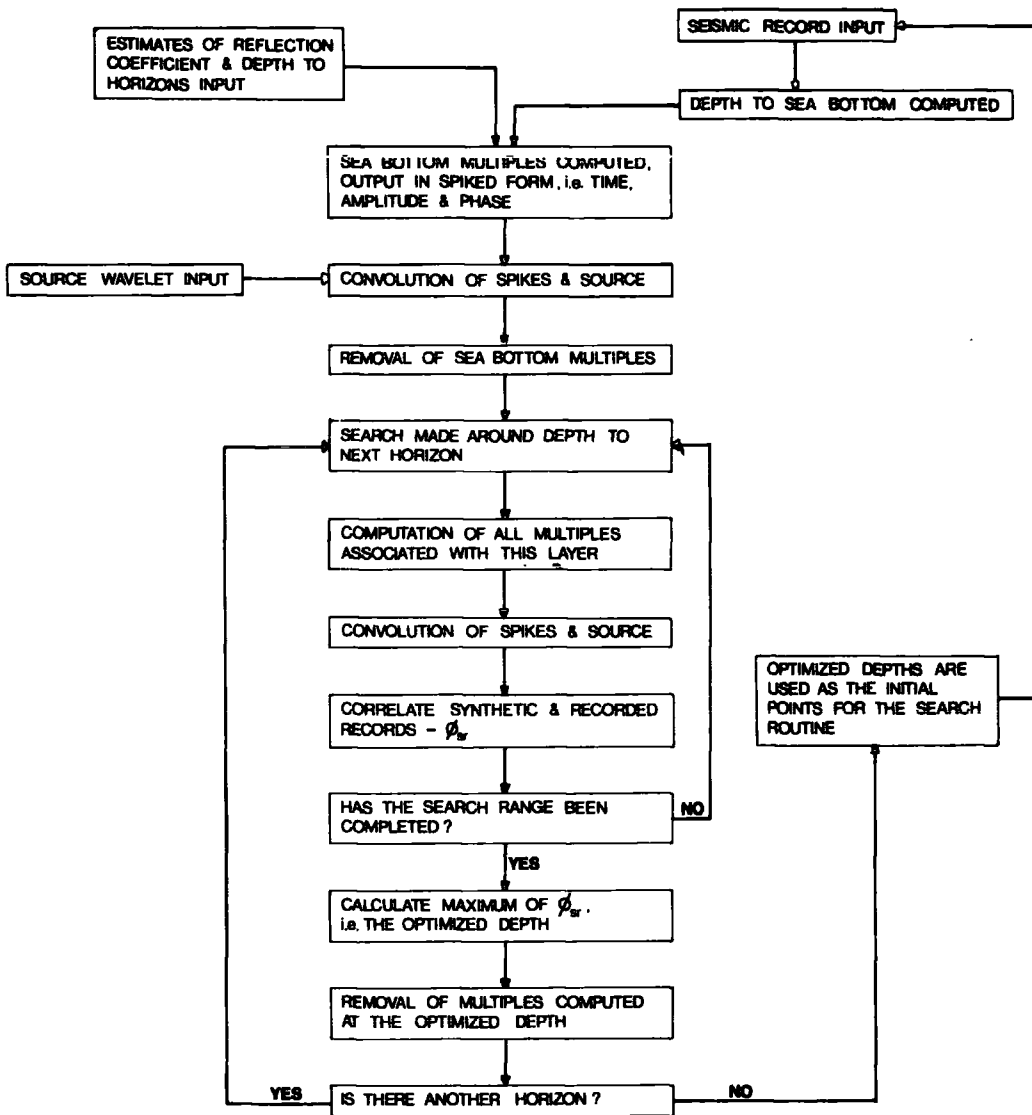 SEISMIC RECORD INPUT
ESTIMATES OF REFLECTION
COEFFICIENT & DEPTH TO
HORIZONS INPUT
DEPTH TO SEA BOTTOM COMPUTED
SEA BOTTOM MULTIPLES COMPUTED,
OUTPUT IN SPIKED FORM, i.e. TIME,
AMPLITUDE & PHASE
SOURCE WAVELET INPUT
CONVOLUTION OF SPIKES & SOURCE
REMOVAL OF SEA BOTTOM MULTIPLES
SEARCH MADE AROUND DEPTH TO
NEXT HORIZON
COMPUTATION OF ALL MULTIPLES
ASSOCIATED WITH THIS LAYER
CONVOLUTION OF SPIKES & SOURCE
CORRELATE SYNTHETIC & RECORDED
RECORDS – ϕsr
OPTIMIZED DEPTHS ARE
USED AS THE INITIAL
POINTS FOR THE SEARCH
ROUTINE
HAS THE SEARCH RANGE BEEN
COMPLETED ?
NO
YES
CALCULATE MAXIMUM OF ϕsr,
i.e. THE OPTIMIZED DEPTH
REMOVAL OF MULTIPLES COMPUTED
AT THE OPTIMIZED DEPTH
YES
IS THERE ANOTHER HORIZON ?
NO